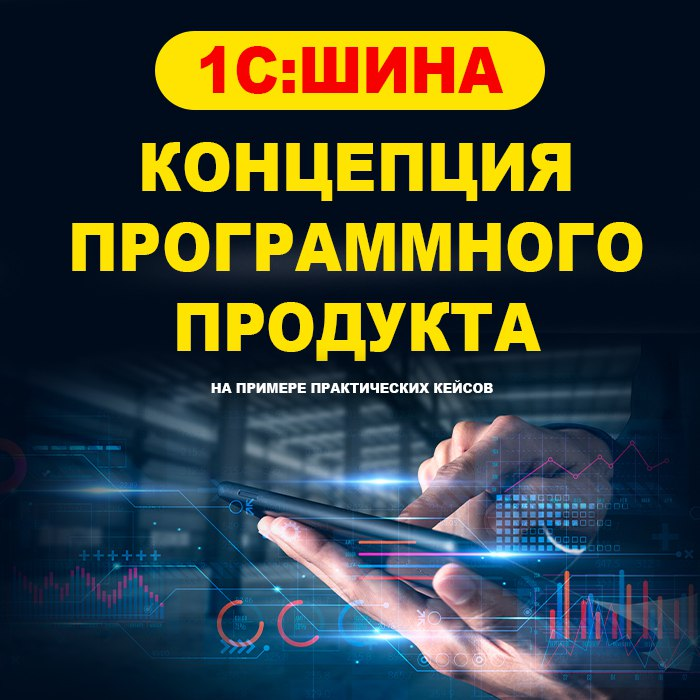 1С:ШИНА
КОНЦЕПЦИЯ
ПРОГРАММНОГО
ПРОДУКТА
НА ПРИМЕРЕ ПРАКТИЧЕСКИХ КЕЙСОВ